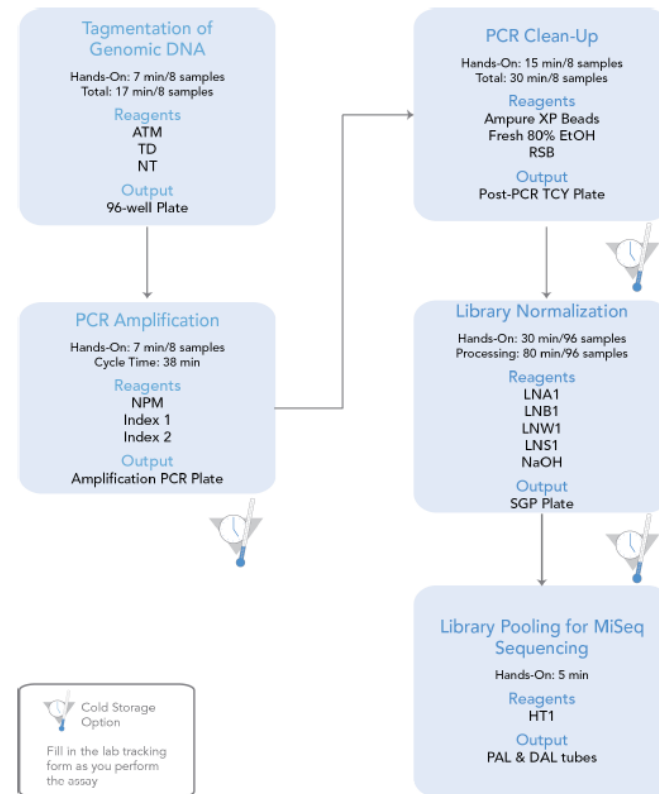 Tagmentation of
Genomic DNA
Hands-On: 7 min/8 samples
Total: 17 min/8 samples
Reagents
ATM
TD
NT
Output
96-well Plate
PCR Amplification
Hands-On: 7 min/8 samples
Cycle Time: 38 min
Reagents
NPM
Index 1
Index 2
Output
Amplification PCR Plate
PCR Clean-Up
Hands-On: 15 min/8 samples
Total: 30 min/8 samples
Reagents
Ampure XP Beads
Fresh 80% EtOH
RSB
Output
Post-PCR TCY Plate
Library Normalization
Hands-On: 30 min/96 samples
Processing: 80 min/96 samples
Reagents
LNA1
LNB1
LNW1
LNS1
NaOH
Output
SGP Plate
Library Pooling for MiSeq
Sequencing
Hands-On: 5 min
Reagents
HT1
Output
PAL & DAL tubes
Cold Storage
Option
Fill in the lab tracking
form as you perform
the assay